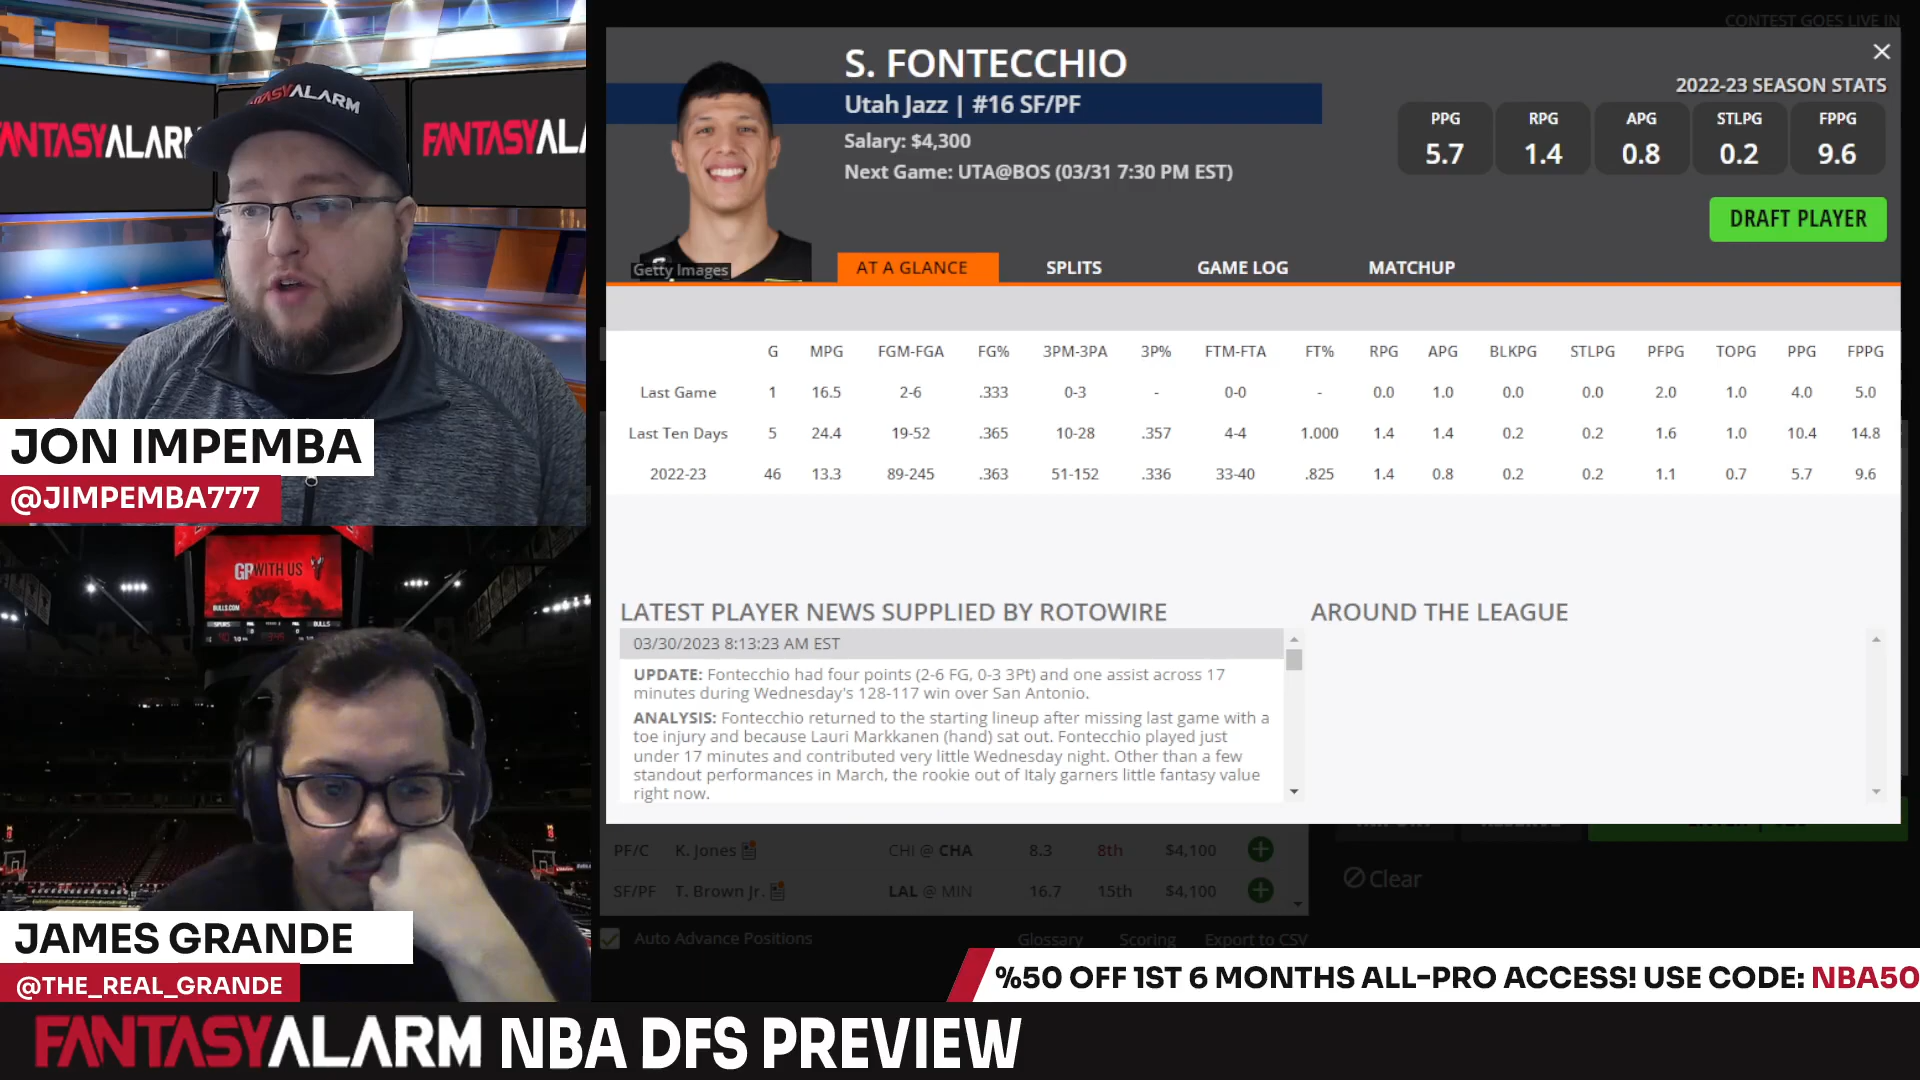 CONTEST GOES LIVE IN
S. FONTECCHIO
Utah Jazz | #16 SF/PF
Salary: $4,300
Next Game: UTA@BOS (03/31 7:30 PM EST)
2022-23 SEASON STATS
PPG RPG APG STLPG FPPG
5.7 1.4 0.8 0.2 9.6
DRAFT PLAYER
Getty Images
AT A GLANCE SPLITS GAME LOG MATCHUP
G MPG FGM-FGA FG% 3PM-3PA 3P% FTM-FTA FT% RPG APG BLKPG STLPG PFPG TOPG PPG FPPG
Last Game 1 16.5 2-6 .333 0-3 - 0-0 - 0.0 1.0 0.0 0.0 2.0 1.0 4.0 5.0
Last Ten Days 5 24.4 19-52 .365 10-28 .357 4-4 1.000 1.4 1.4 0.2 0.2 1.6 1.0 10.4 14.8
2022-23 46 13.3 89-245 .363 51-152 .336 33-40 .825 1.4 0.8 0.2 0.2 1.1 0.7 5.7 9.6
LATEST PLAYER NEWS SUPPLIED BY ROTOWIRE
AROUND THE LEAGUE
03/30/2023 8:13:23 AM EST
UPDATE: Fontecchio had four points (2-6 FG, 0-3 3Pt) and one assist across 17
minutes during Wednesday's 128-117 win over San Antonio.
ANALYSIS: Fontecchio returned to the starting lineup after missing last game with a
toe injury and because Lauri Markkanen (hand) sat out. Fontecchio played just
under 17 minutes and contributed very little Wednesday night. Other than a few
standout performances in March, the rookie out of Italy garners little fantasy value
right now.
PF/C K. Jones CHI @ CHA 8.3 8th $4,100
SF/PF T. Brown Jr. LAL @ MIN 16.7 15th $4,100
Clear
Auto Advance Positions
Glossary Scoring Export to CSV
FANTASYALARM
JON IMPEMBA
@JIMPEMBA777
WITH US
BULLS.COM
SPURS BULLS
JAMES GRANDE
@THE_REAL_GRANDE
%50 OFF 1ST 6 MONTHS ALL-PRO ACCESS! USE CODE: NBA50
FANTASYALARM NBA DFS PREVIEW